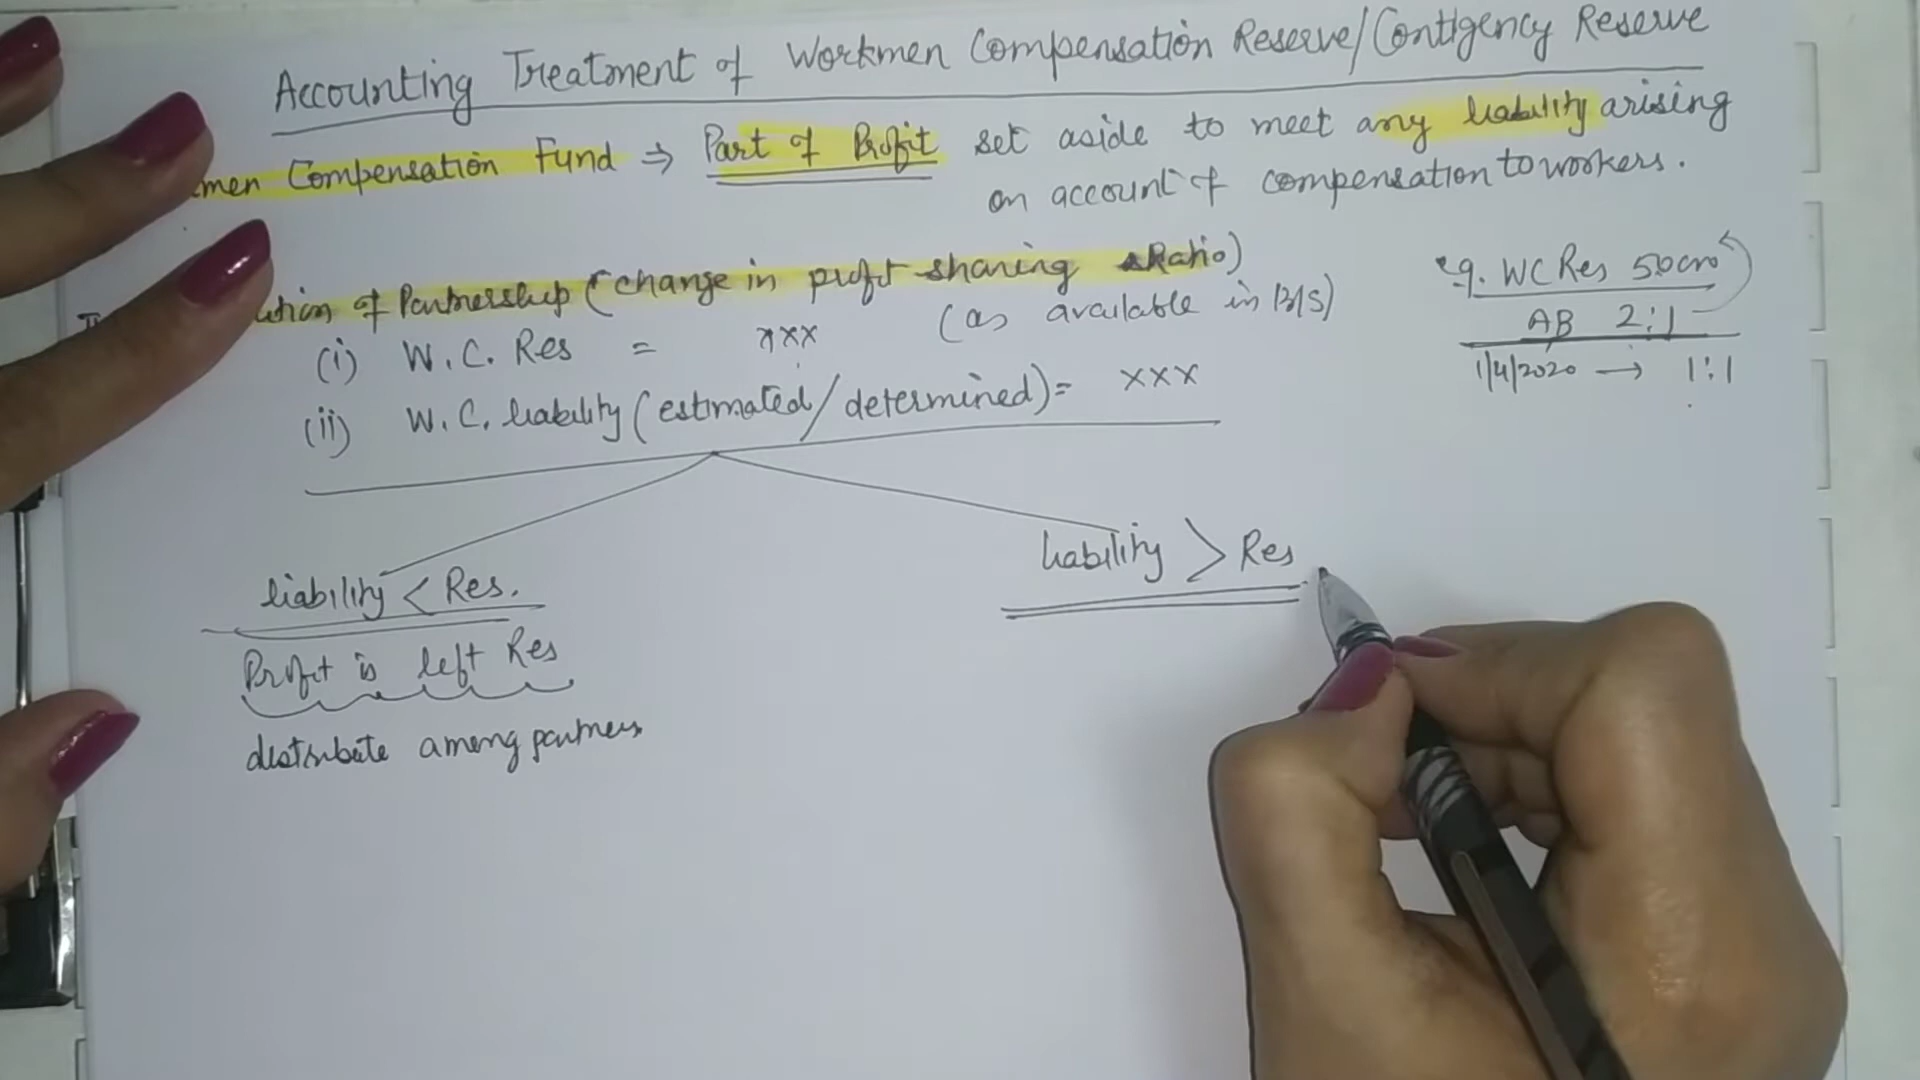 Accounting Treatment of Workmen Compensation Reserve/Contigency Reserve
men Compensation Fund ⇒ Part of Profit set aside to meet any liability arising
on account of compensation to workers.
ution of Partnership (change in profit sharing Ratio)
(i) W.C. Res = xxx (as available in B/S)
(ii) W.C. liability (estimated/determined) = xxx
eg. WC Res 50000
AB 2:1
1/4/2020 → 1:1
liability < Res.
Profit is left Res
distribute among partners
liability > Res